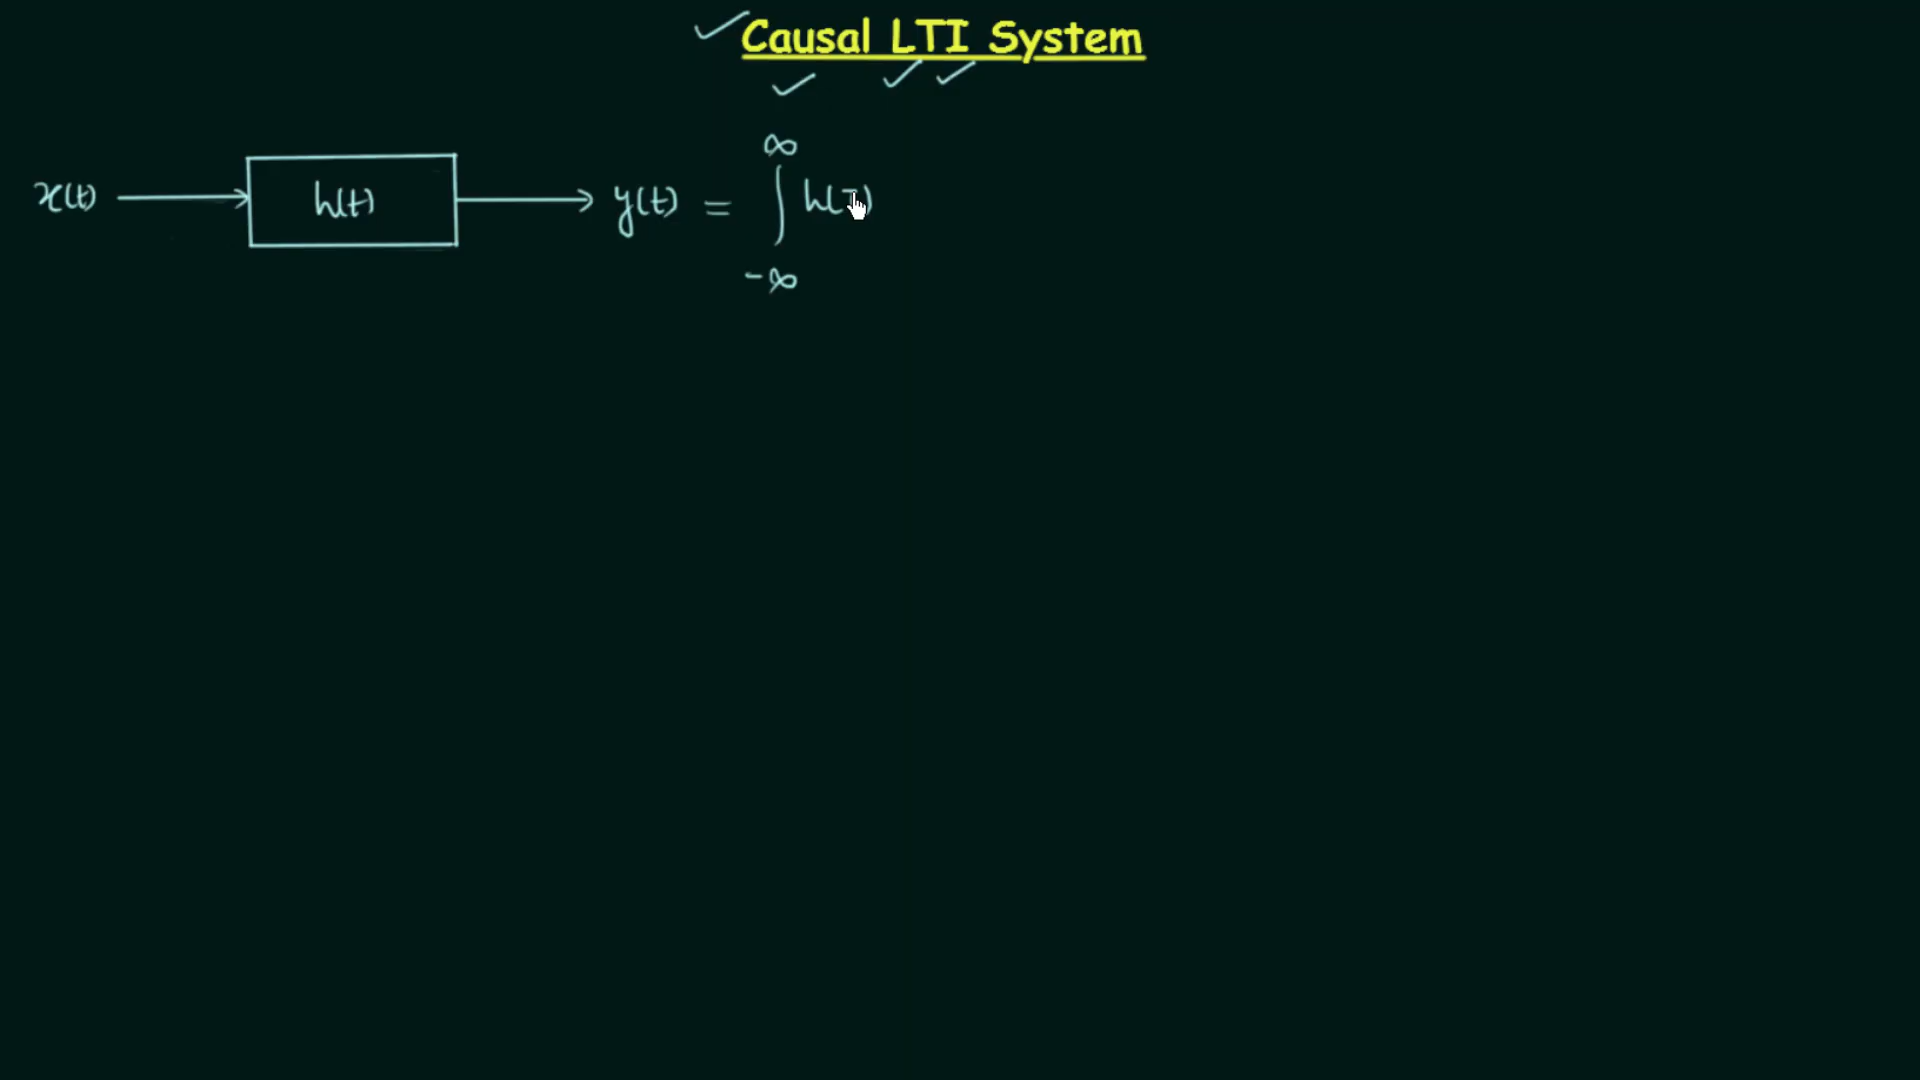 Causal LTI System
x(t) → h(t) → y(t) = ∫_{-∞}^{∞} h(τ)